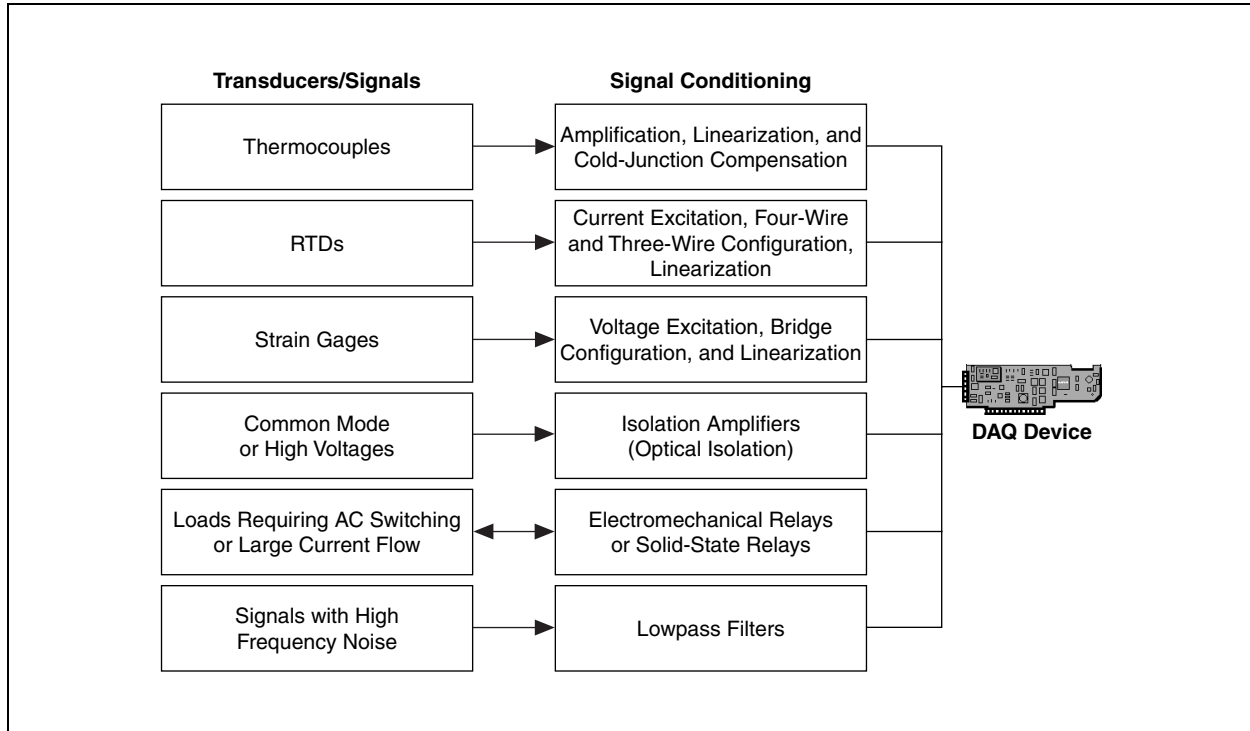 Transducers/Signals
Signal Conditioning
Thermocouples
Amplification, Linearization, and
Cold-Junction Compensation
RTDs
Current Excitation, Four-Wire
and Three-Wire Configuration,
Linearization
Strain Gages
Voltage Excitation, Bridge
Configuration, and Linearization
Common Mode
or High Voltages
Isolation Amplifiers
(Optical Isolation)
Loads Requiring AC Switching
or Large Current Flow
Electromechanical Relays
or Solid-State Relays
Signals with High
Frequency Noise
Lowpass Filters
DAQ Device